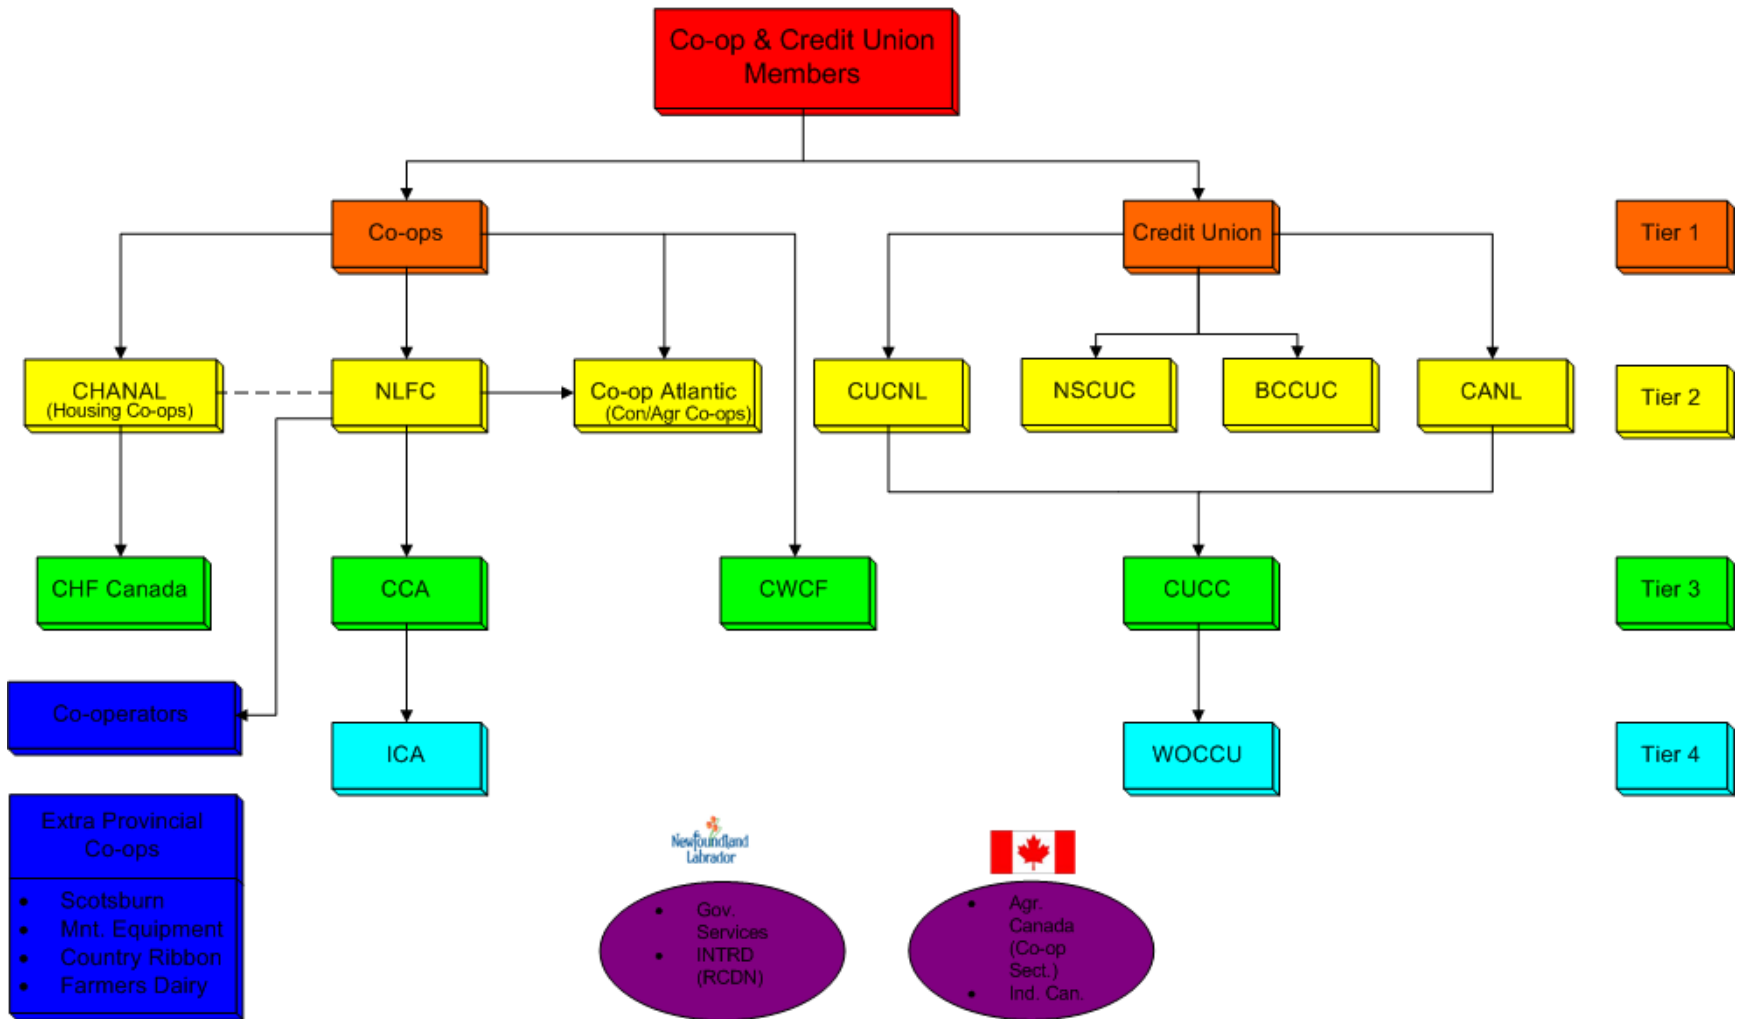 Co-op & Credit Union
Members
Co-ops
Credit Union
Tier 1
CHANAL
(Housing Co-ops)
NLFC
Co-op Atlantic
(Con/Agr Co-ops)
CUCNL
NSCUC
BCCUC
CANL
Tier 2
CHF Canada
CCA
CWCF
CUCC
Tier 3
Co-operators
ICA
WOCCU
Tier 4
Extra Provincial
Co-ops
• Scotsburn
• Mnt. Equipment
• Country Ribbon
• Farmers Dairy
Newfoundland
Labrador
• Gov.
Services
• INTRD
(RCDN)
• Agr.
Canada
(Co-op
Sect.)
• Ind. Can.